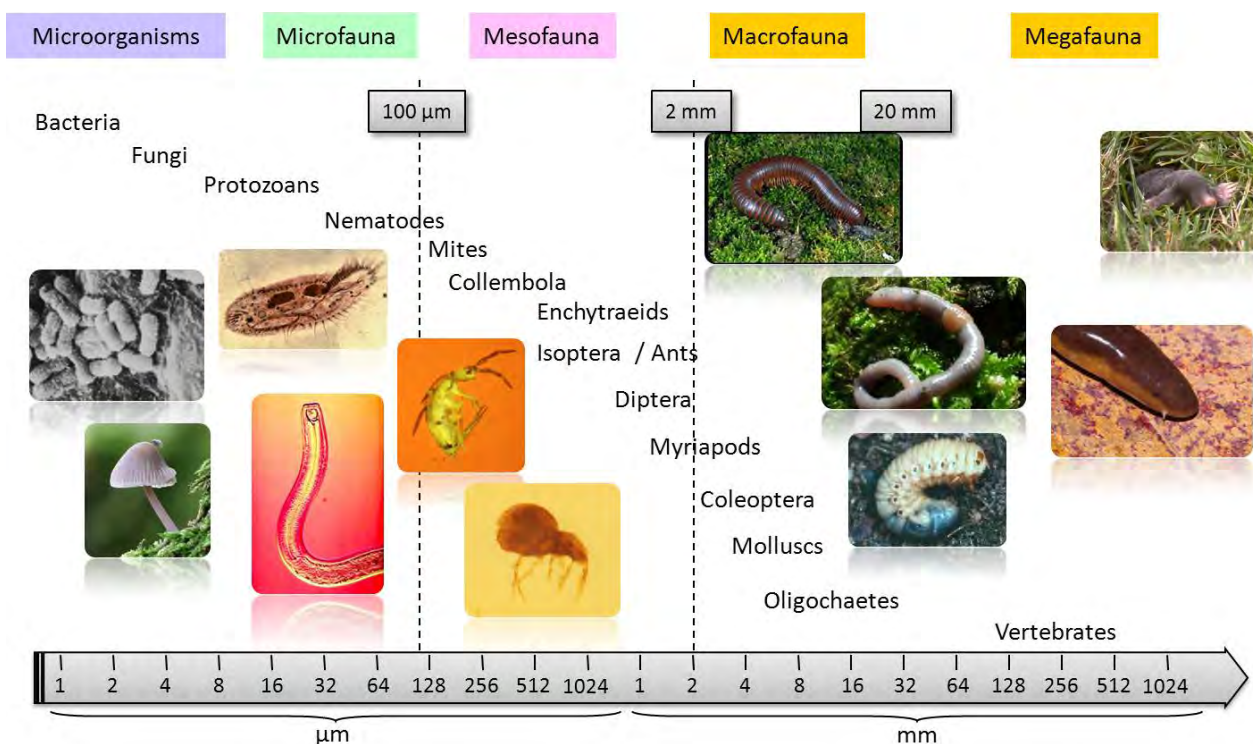 Microorganisms Microfauna Mesofauna Macrofauna Megafauna
100 µm 2 mm 20 mm
Bacteria
Fungi
Protozoans
Nematodes
Mites
Collembola
Enchytraeids
Isoptera / Ants
Diptera
Myriapods
Coleoptera
Molluscs
Oligochaetes
Vertebrates
1 2 4 8 16 32 64 128 256 512 1024 1 2 4 8 16 32 64 128 256 512 1024
µm mm